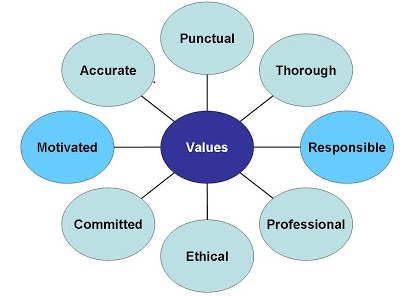 Punctual
Accurate
Thorough
Motivated
Values
Responsible
Committed
Professional
Ethical